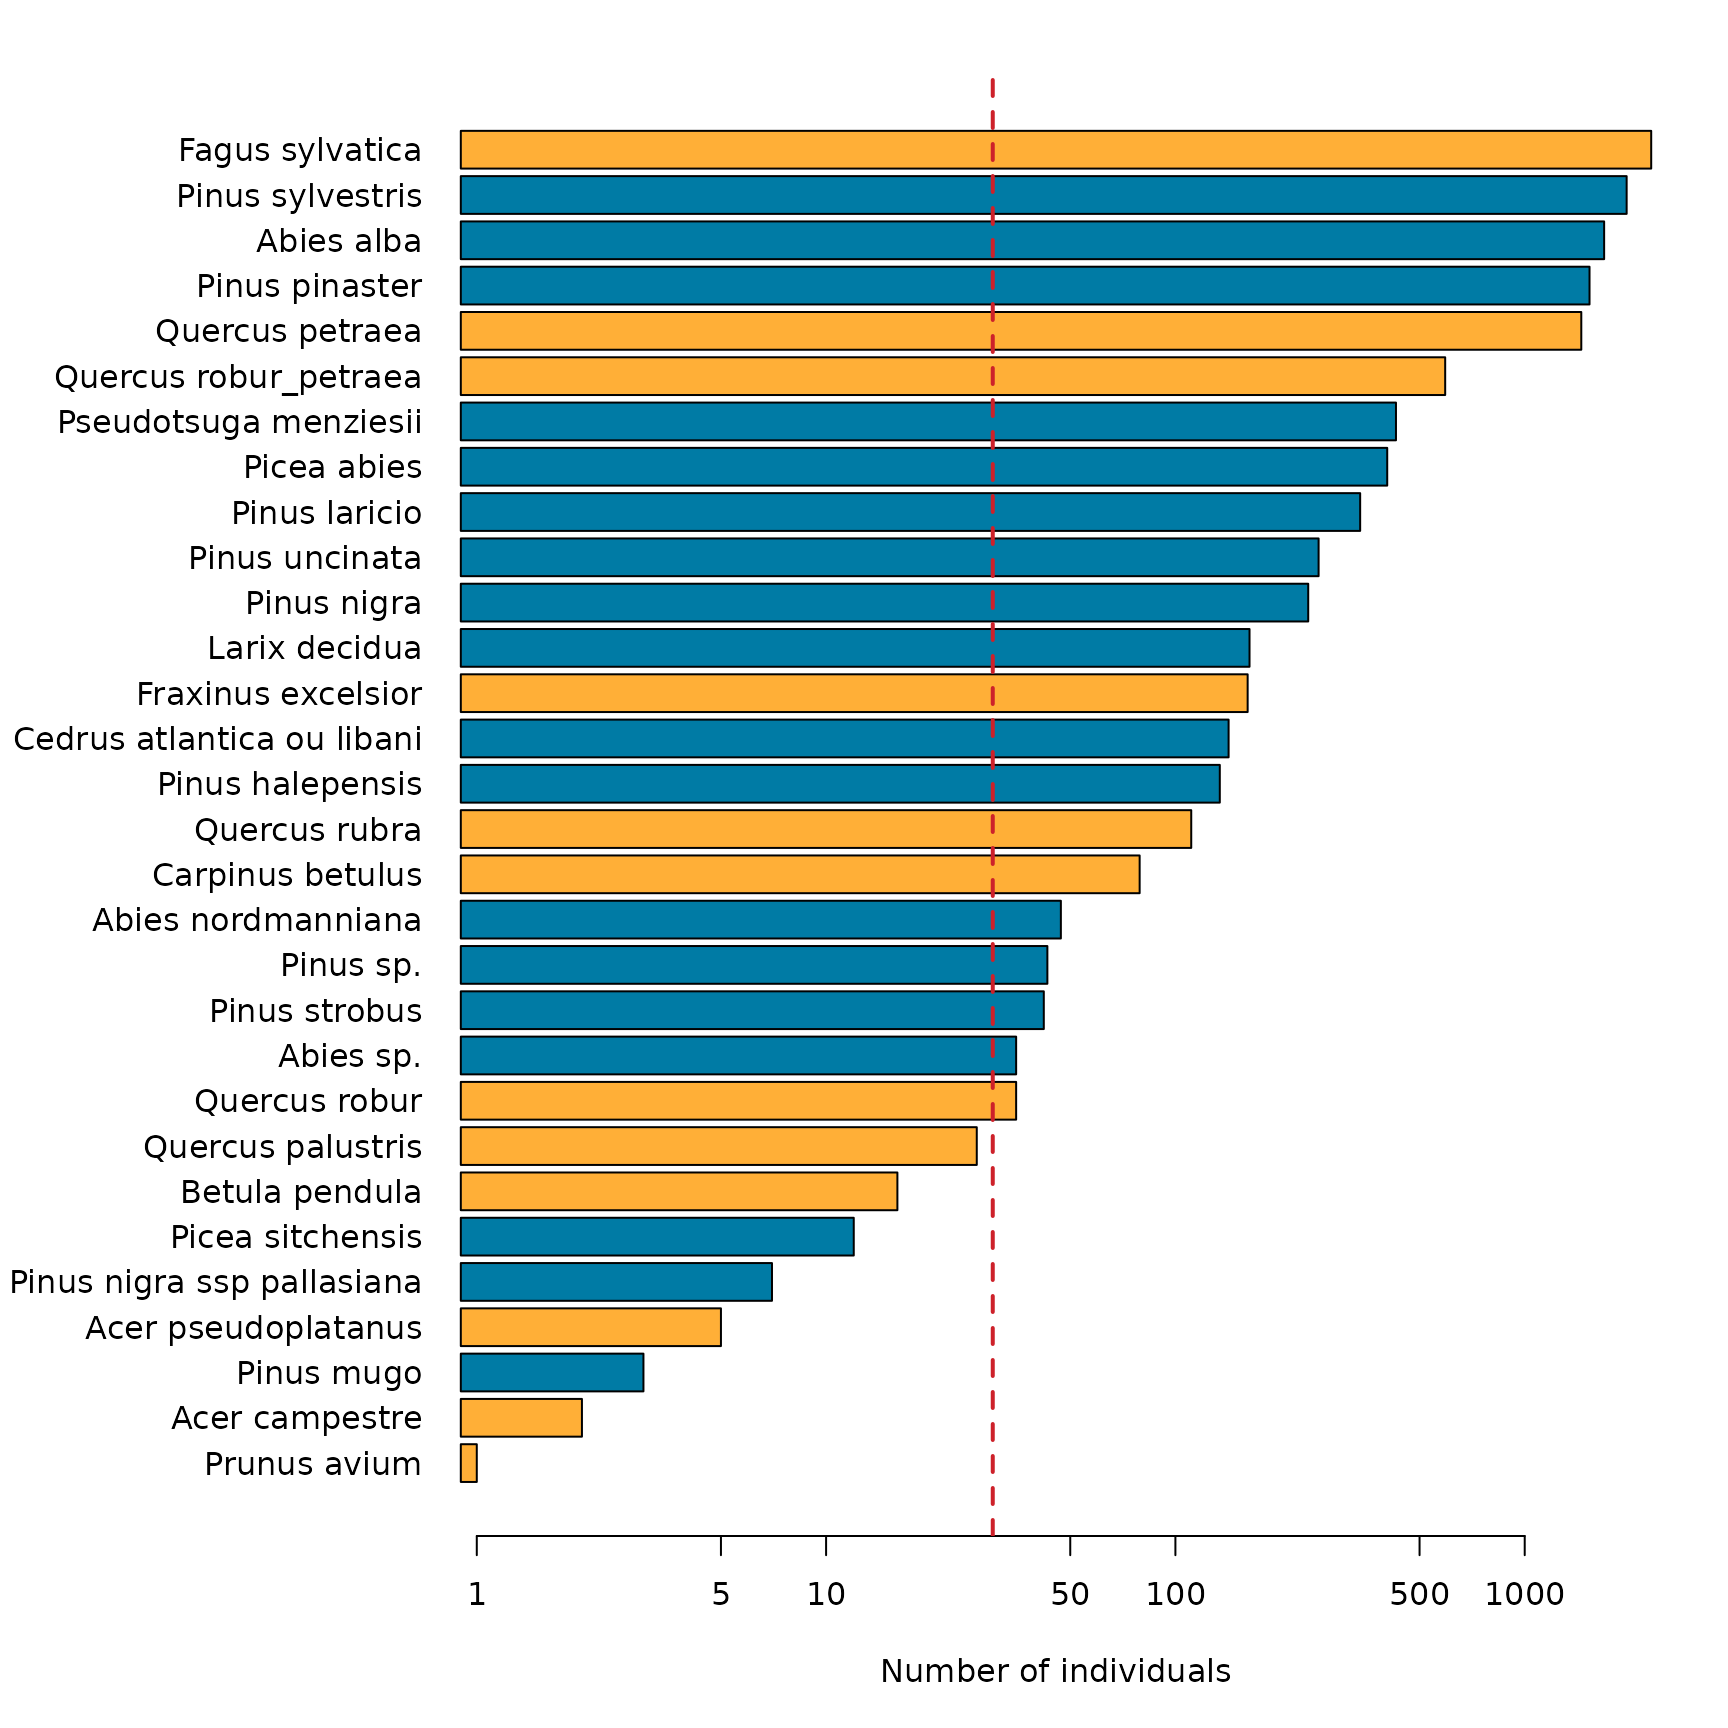 Fagus sylvatica
Pinus sylvestris
Abies alba
Pinus pinaster
Quercus petraea
Quercus robur_petraea
Pseudotsuga menziesii
Picea abies
Pinus laricio
Pinus uncinata
Pinus nigra
Larix decidua
Fraxinus excelsior
Cedrus atlantica ou libani
Pinus halepensis
Quercus rubra
Carpinus betulus
Abies nordmanniana
Pinus sp.
Pinus strobus
Abies sp.
Quercus robur
Quercus palustris
Betula pendula
Picea sitchensis
Pinus nigra ssp pallasiana
Acer pseudoplatanus
Pinus mugo
Acer campestre
Prunus avium
1 5 10 50 100 500 1000
Number of individuals